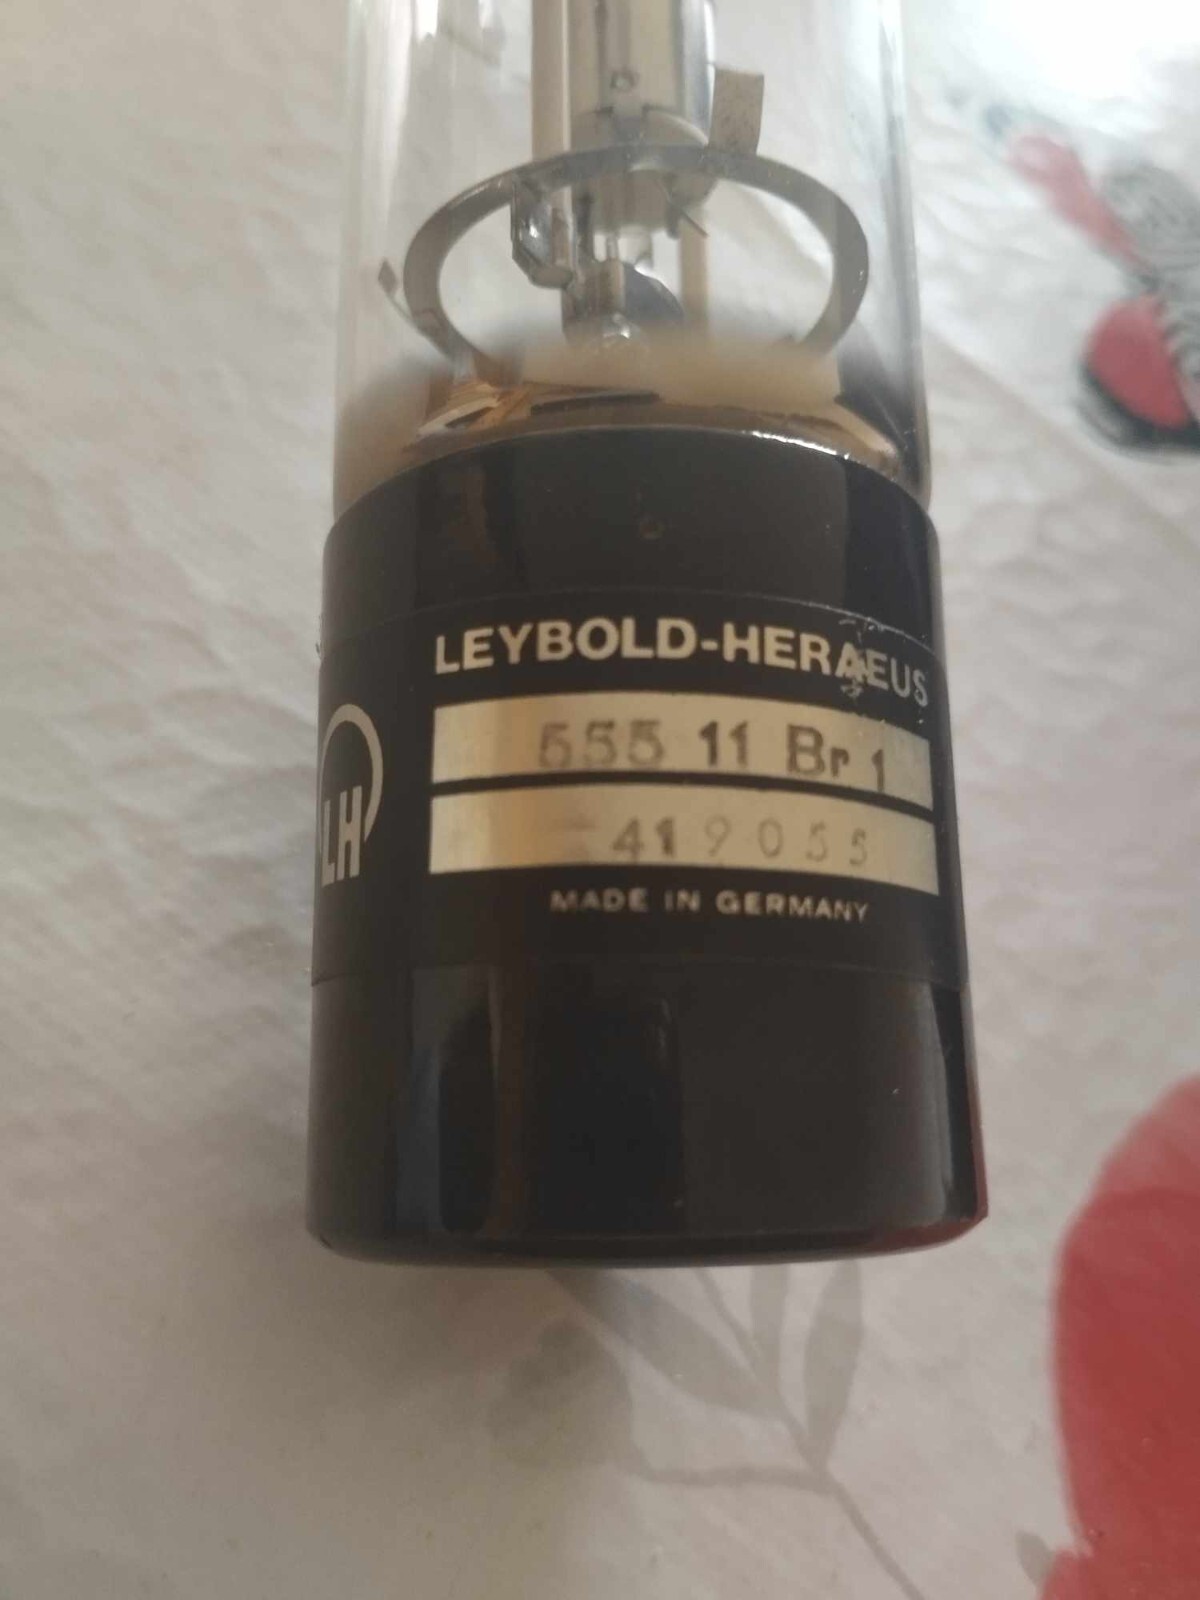 LEYBOLD-HERAEUS
555 11 Br 1
419055
LH
MADE IN GERMANY